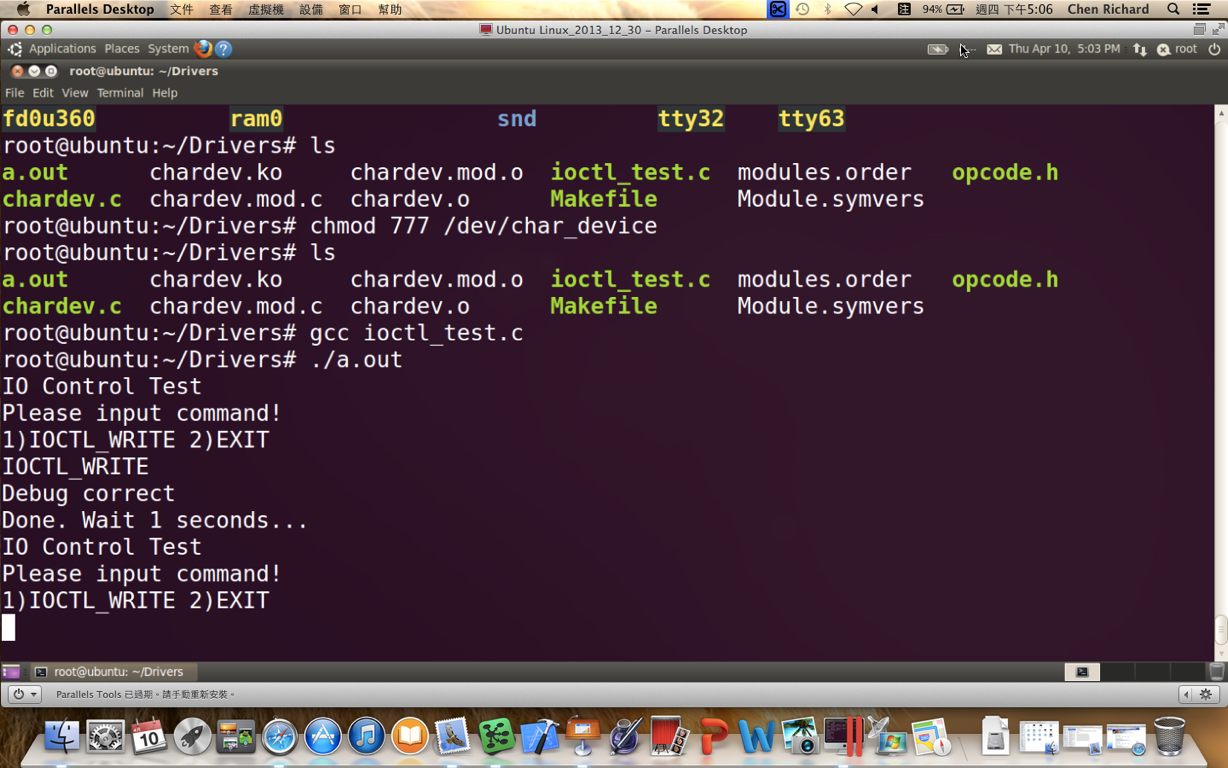 Parallels Desktop 文件 查看 虛擬機 設備 窗口 幫助 94% 週四 下午5:06 Chen Richard
Ubuntu Linux_2013_12_30 – Parallels Desktop
Applications Places System Thu Apr 10, 5:03 PM root
root@ubuntu: ~/Drivers
File Edit View Terminal Help
fd0u360 ram0 snd tty32 tty63
root@ubuntu:~/Drivers# ls
a.out chardev.ko chardev.mod.o ioctl_test.c modules.order opcode.h
chardev.c chardev.mod.c chardev.o Makefile Module.symvers
root@ubuntu:~/Drivers# chmod 777 /dev/char_device
root@ubuntu:~/Drivers# ls
a.out chardev.ko chardev.mod.o ioctl_test.c modules.order opcode.h
chardev.c chardev.mod.c chardev.o Makefile Module.symvers
root@ubuntu:~/Drivers# gcc ioctl_test.c
root@ubuntu:~/Drivers# ./a.out
IO Control Test
Please input command!
1)IOCTL_WRITE 2)EXIT
IOCTL_WRITE
Debug correct
Done. Wait 1 seconds...
IO Control Test
Please input command!
1)IOCTL_WRITE 2)EXIT
root@ubuntu: ~/Drivers
Parallels Tools 已過期。請手動重新安裝。
10